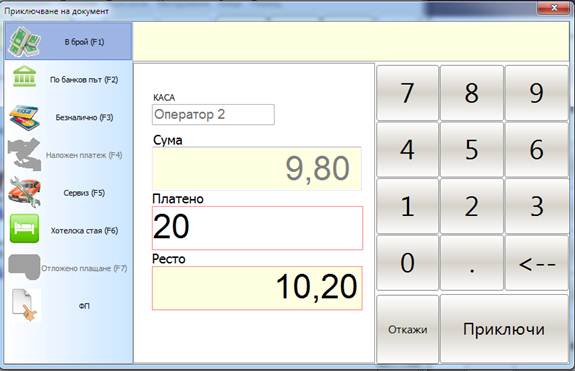 Приключване на документ
В брой (F1)
По банков път (F2)
Безналично (F3)
Наложен платеж (F4)
Сервиз (F5)
Хотелска стая (F6)
Отложено плащане (F7)
ФП
КАСА
Оператор 2
Сума
9,80
Платено
20
Ресто
10,20
7 8 9
4 5 6
1 2 3
0 . <--
Откажи Приключи